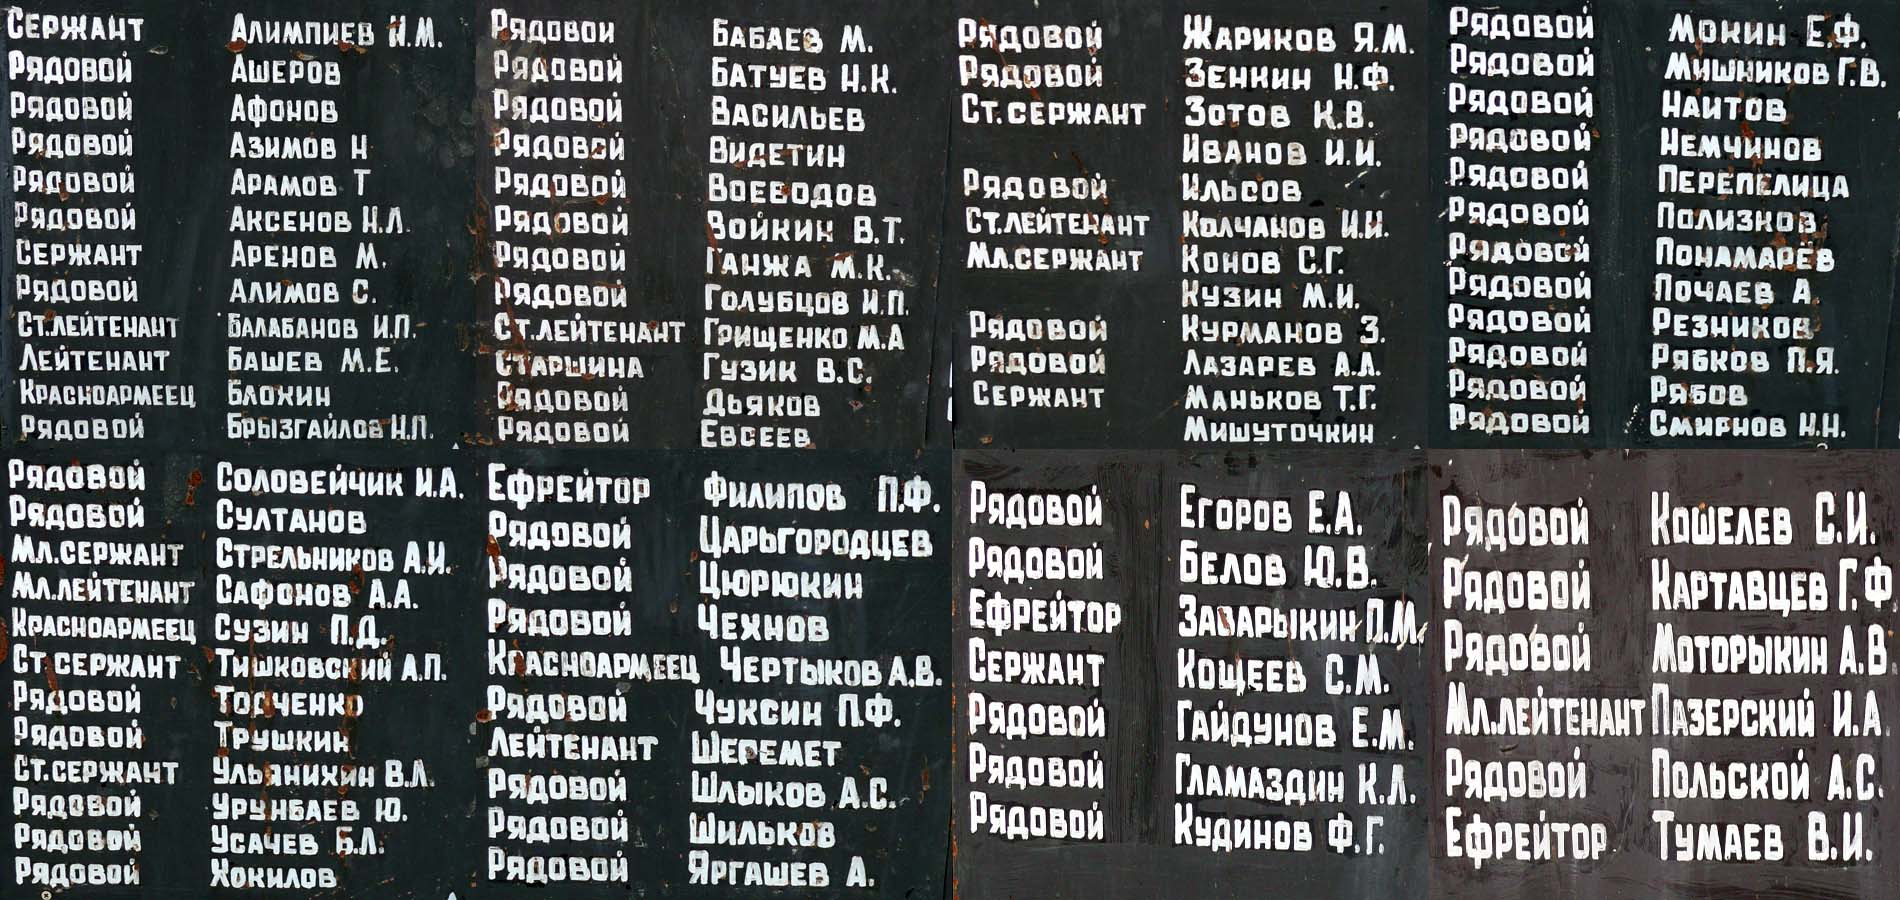 Сержант Алимпиев Н.М.
Рядовой Ашеров
Рядовой Афонов
Рядовой Азимов Н
Рядовой Арамов Т
Рядовой Аксенов Н.Л.
Сержант Аренов М.
Рядовой Алимов С.
Ст.лейтенант Балабанов И.П.
Лейтенант Башев М.Е.
Красноармеец Блохин
Рядовой Брызгайлов Н.П.
Рядовой Бабаев М.
Рядовой Батуев Н.К.
Рядовой Васильев
Рядовой Видетин
Рядовой Воеводов
Рядовой Войкин В.Т.
Рядовой Ганжа М.К.
Рядовой Голубцов И.П.
Ст.лейтенант Грищенко М.А
Старшина Гузик В.С.
Рядовой Дьяков
Рядовой Евсеев
Рядовой Жариков Я.М.
Рядовой Зенкин Н.Ф.
Ст.сержант Зотов К.В.
Иванов И.И.
Рядовой Ильсов
Ст.лейтенант Колчанов И.И.
Мл.сержант Конов С.Г.
Кузин М.И.
Рядовой Курманов З.
Рядовой Лазарев А.Л.
Сержант Маньков Т.Г.
Мишуточкин
Рядовой Мокин Е.Ф.
Рядовой Мишников Г.В.
Рядовой Наитов
Рядовой Немчинов
Рядовой Перепелица
Рядовой Полизков
Рядовой Понамарёв
Рядовой Почаев А.
Рядовой Резников
Рядовой Рябков П.Я.
Рядовой Рябов
Рядовой Смирнов Н.Н.
Рядовой Соловейчик И.А.
Рядовой Султанов
Мл.сержант Стрельников А.И.
Мл.лейтенант Сафонов А.А.
Красноармеец Сузин П.Д.
Ст.сержант Тишковский А.П.
Рядовой
Рядовой Трушкин
Ст.сержант Ульянихин В.Л.
Рядовой Урунбаев Ю.
Рядовой Усачев Б.Л.
Рядовой Хокилов
Ефрейтор Филипов П.Ф.
Рядовой Царьгородцев
Рядовой Цюрюкин
Рядовой Чехнов
Красноармеец Чертыков А.В.
Рядовой Чуксин П.Ф.
Лейтенант Шеремет
Рядовой Шлыков А.С.
Рядовой Шильков
Рядовой Яргашев А.
Рядовой Егоров Е.А.
Рядовой Белов Ю.В.
Ефрейтор П.М.
Сержант Кощеев С.М.
Рядовой Гайдунов Е.М.
Рядовой Гламаздин К.Л.
Рядовой Кудинов Ф.Г.
Рядовой Кошелев С.И.
Рядовой Картавцев Г.Ф
Рядовой Моторыкин А.В.
Мл.лейтенант Пазерский И.А
Рядовой Польской А.С.
Ефрейтор Тумаев В.И.